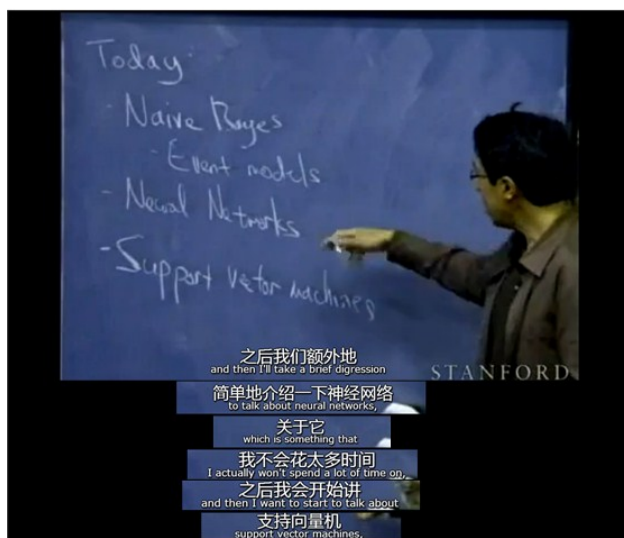 Today:
- Naive Bayes
- Event models
- Neural Networks
- Support vector machines
之后我们额外地
and then I'll take a brief digression
STANFORD
简单地介绍一下神经网络
to talk about neural networks,
关于它
which is something that
我不会花太多时间
I actually won't spend a lot of time on,
之后我会开始讲
and then I want to start to talk about
支持向量机
support vector machines,